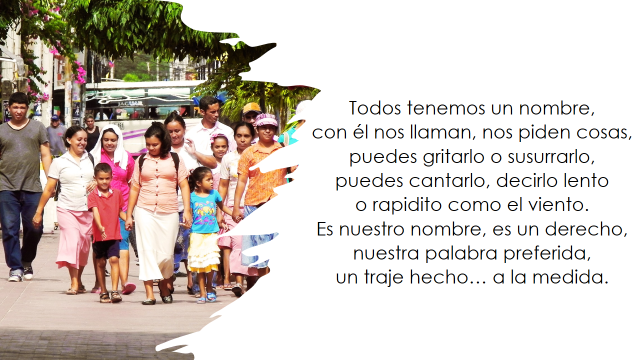 Todos tenemos un nombre,
con él nos llaman, nos piden cosas,
puedes gritarlo o susurrarlo,
puedes cantarlo, decirlo lento
o rapidito como el viento.
Es nuestro nombre, es un derecho,
nuestra palabra preferida,
un traje hecho… a la medida.